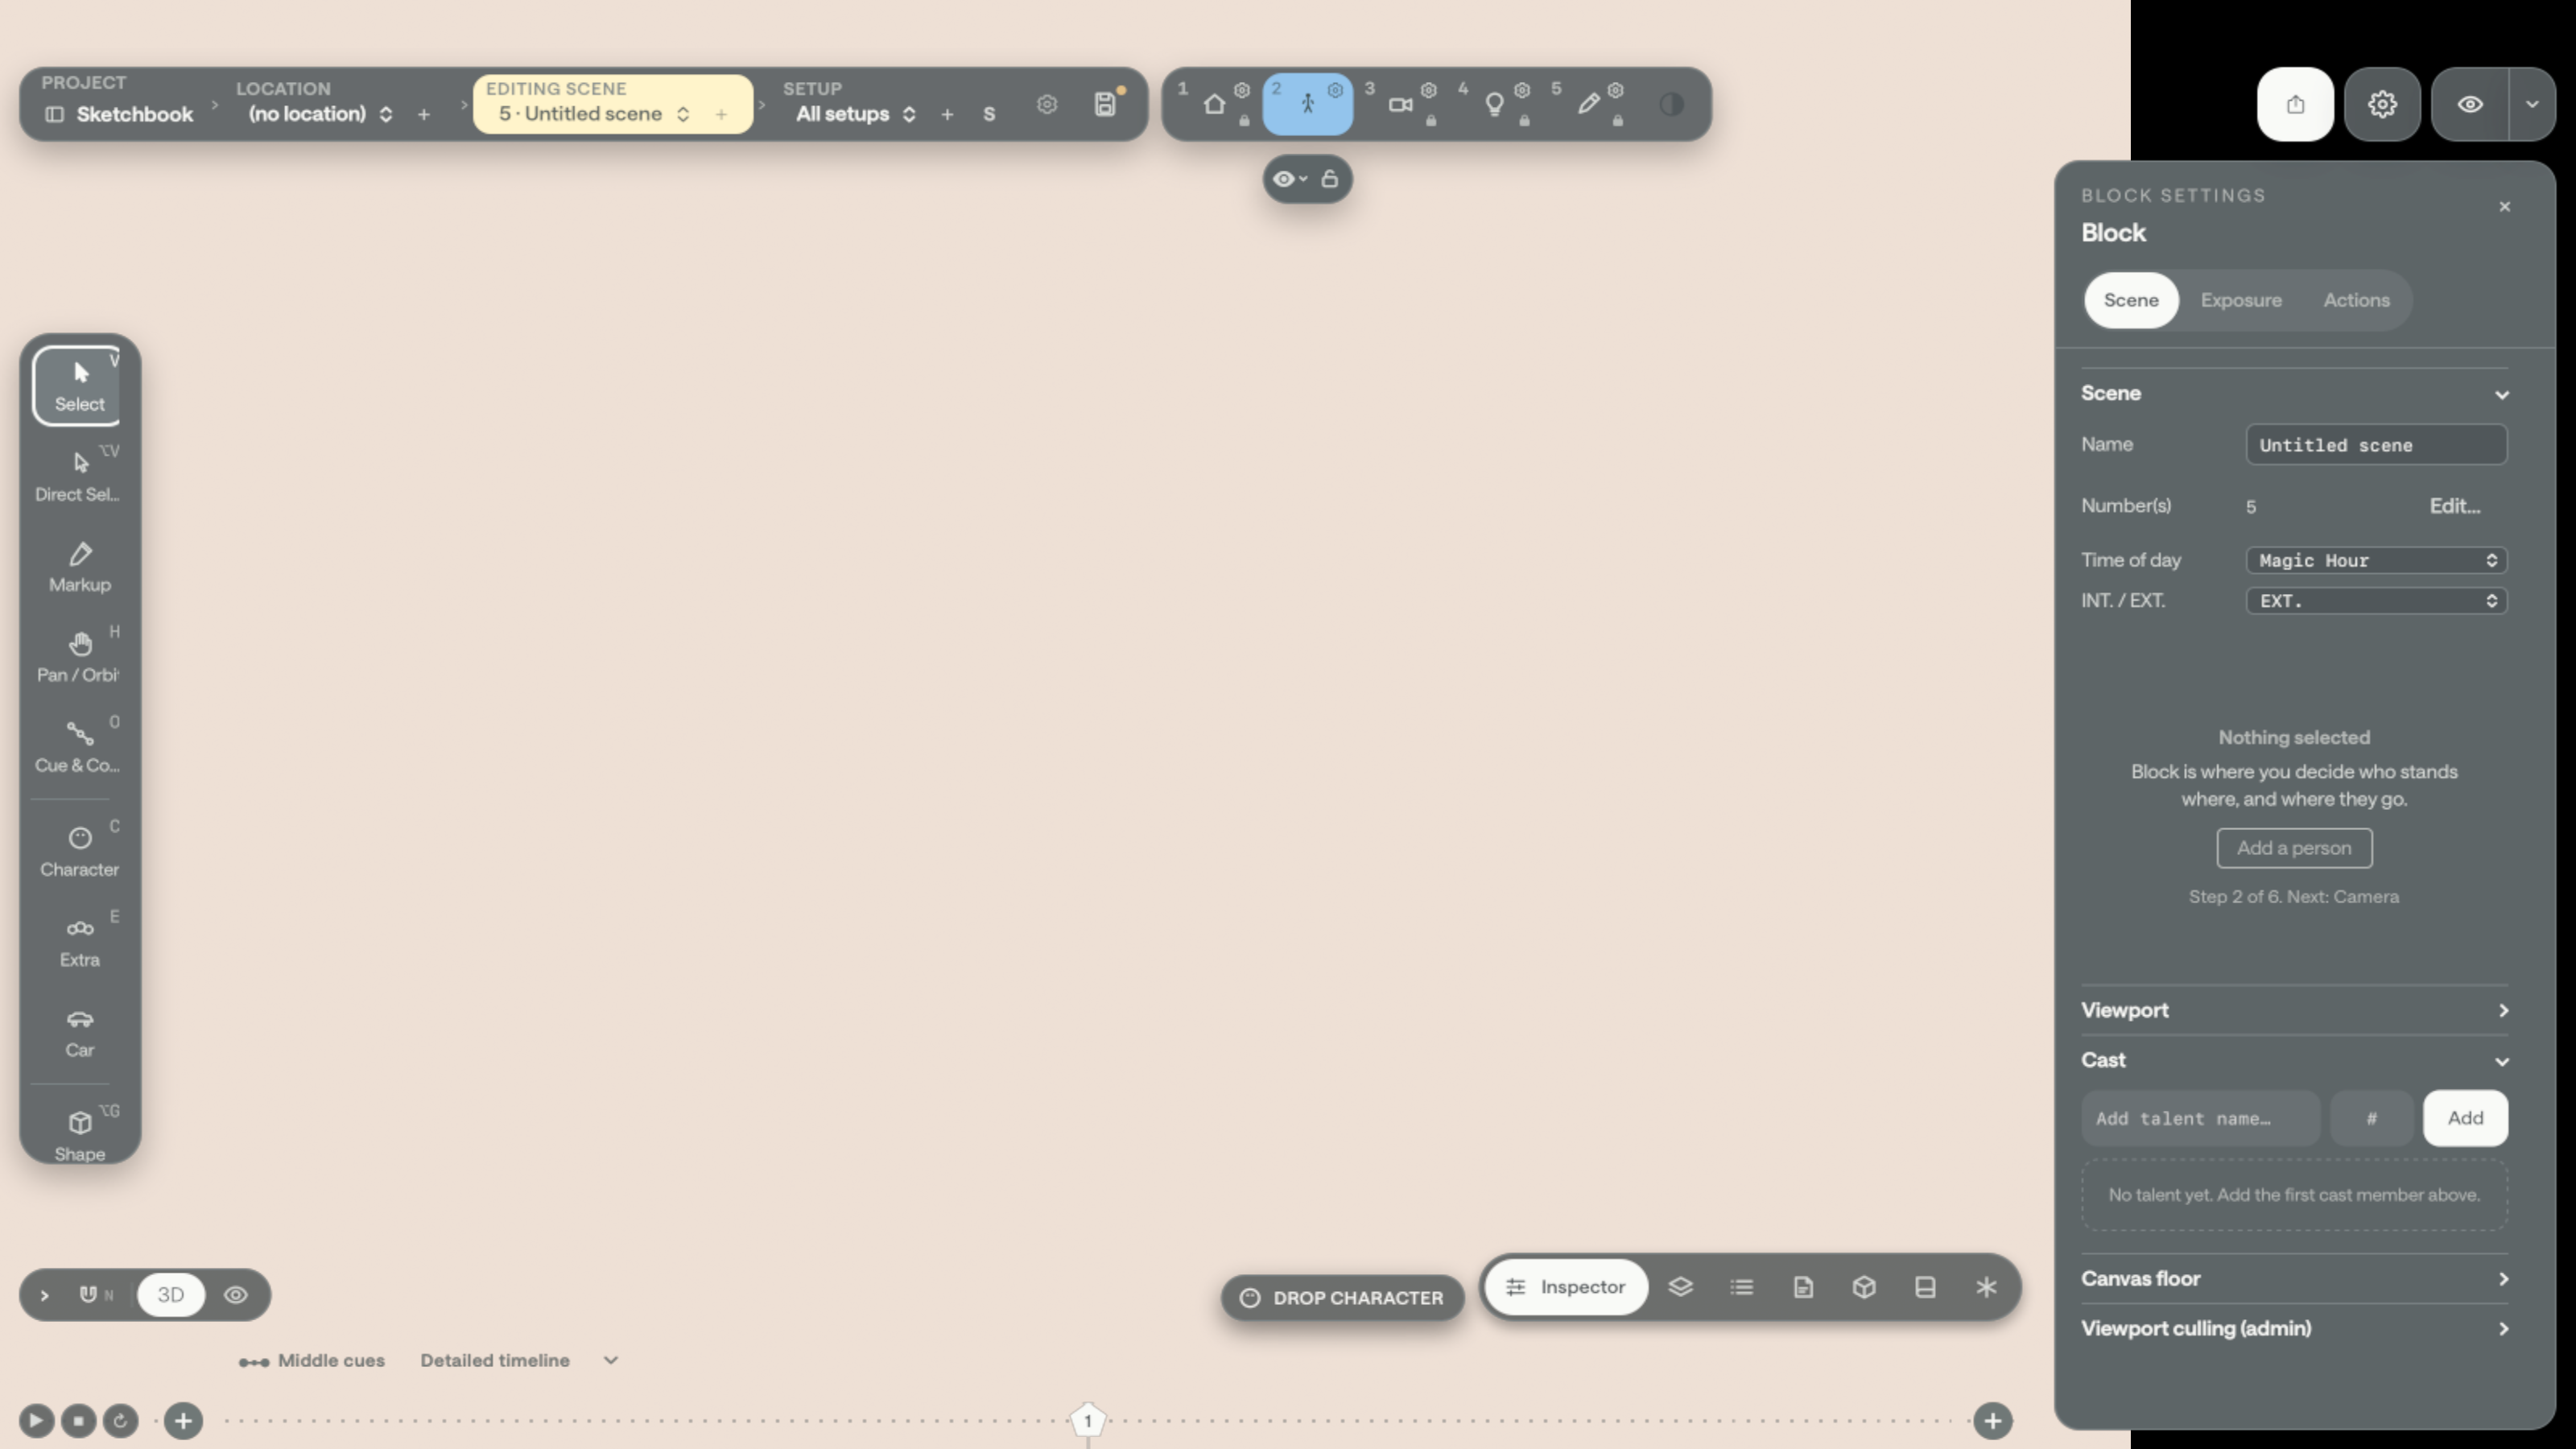 PROJECT
Sketchbook
LOCATION
(no location)
EDITING SCENE
5 · Untitled scene
SETUP
All setups
S
1
2
3
4
5
BLOCK SETTINGS
Block
Scene
Exposure
Actions
Scene
Name
Untitled scene
Number(s)
5
Edit...
Time of day
Magic Hour
INT. / EXT.
EXT.
Nothing selected
Block is where you decide who stands
where, and where they go.
Add a person
Step 2 of 6. Next: Camera
Viewport
Cast
Add talent name…
#
Add
No talent yet. Add the first cast member above.
Canvas floor
Viewport culling (admin)
V
Select
⌥V
Direct Sel...
Markup
H
Pan / Orbi
O
Cue & Co...
C
Character
E
Extra
Car
⌥G
Shape
N
3D
DROP CHARACTER
Inspector
Middle cues
Detailed timeline
1